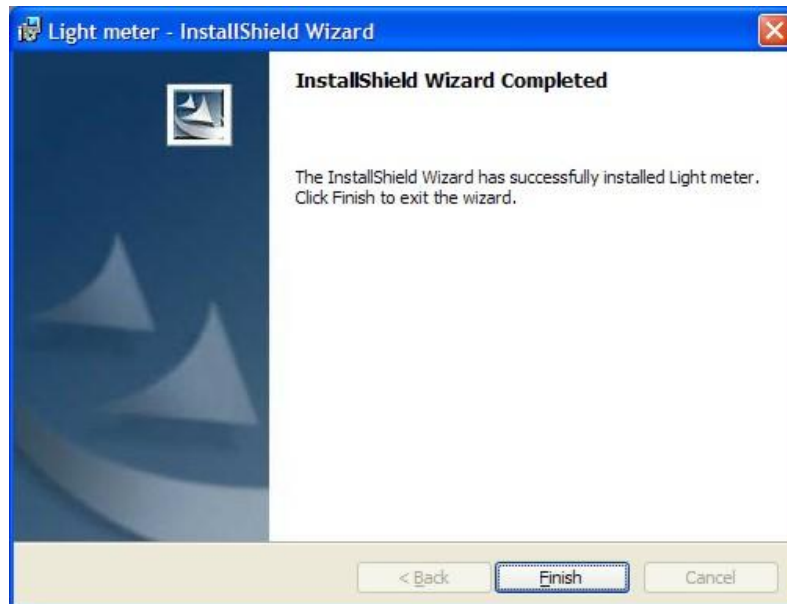 Light meter - InstallShield Wizard
InstallShield Wizard Completed
The InstallShield Wizard has successfully installed Light meter.
Click Finish to exit the wizard.
< Back
Finish
Cancel